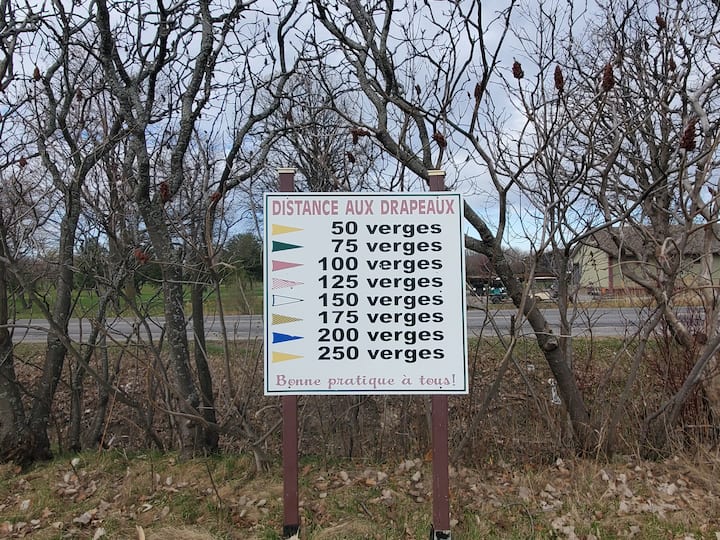 DISTANCE AUX DRAPEAUX
50 verges
75 verges
100 verges
125 verges
150 verges
175 verges
200 verges
250 verges
Bonne pratique à tous!